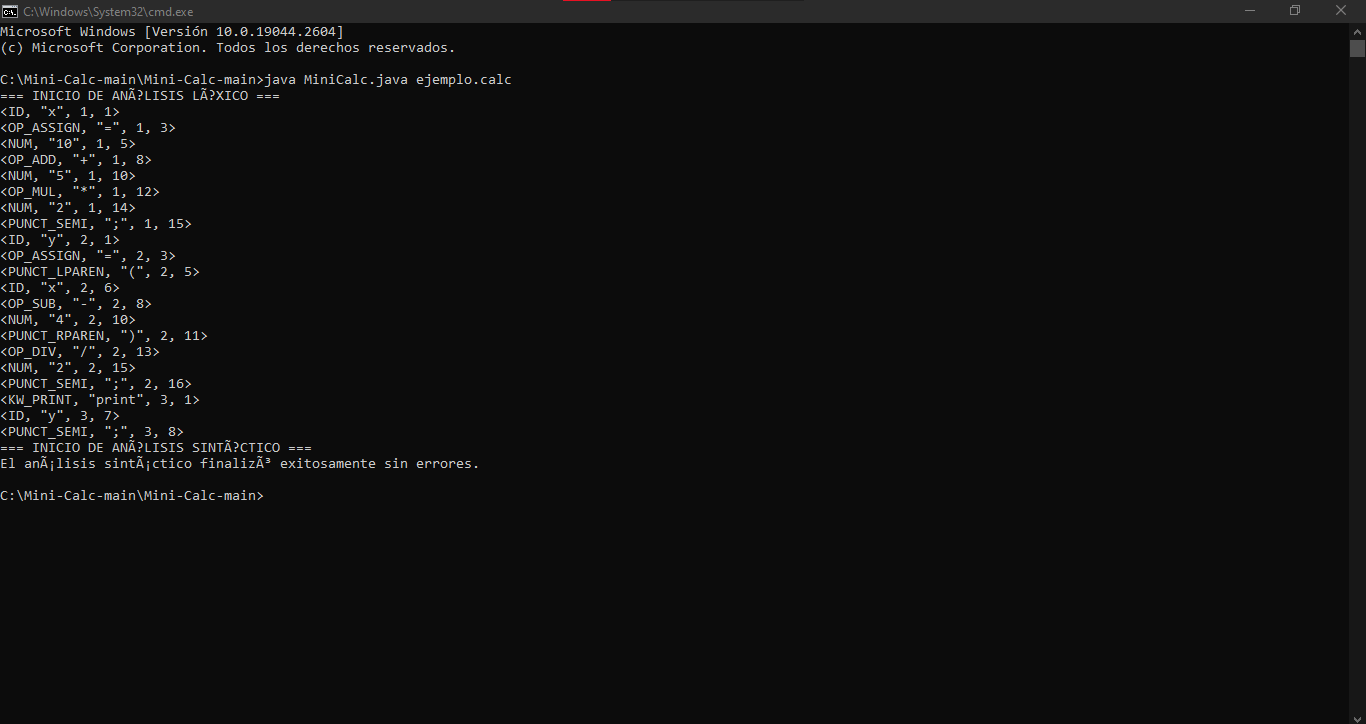 C:\Windows\System32\cmd.exe
Microsoft Windows [Versión 10.0.19044.2604]
(c) Microsoft Corporation. Todos los derechos reservados.
C:\Mini-Calc-main\Mini-Calc-main>java MiniCalc.java ejemplo.calc
=== INICIO DE ANÃ?LISIS LÃ?XICO ===
<ID, "x", 1, 1>
<OP_ASSIGN, "=", 1, 3>
<NUM, "10", 1, 5>
<OP_ADD, "+", 1, 8>
<NUM, "5", 1, 10>
<OP_MUL, "*", 1, 12>
<NUM, "2", 1, 14>
<PUNCT_SEMI, ";", 1, 15>
<ID, "y", 2, 1>
<OP_ASSIGN, "=", 2, 3>
<PUNCT_LPAREN, "(", 2, 5>
<ID, "x", 2, 6>
<OP_SUB, "-", 2, 8>
<NUM, "4", 2, 10>
<PUNCT_RPAREN, ")", 2, 11>
<OP_DIV, "/", 2, 13>
<NUM, "2", 2, 15>
<PUNCT_SEMI, ";", 2, 16>
<KW_PRINT, "print", 3, 1>
<ID, "y", 3, 7>
<PUNCT_SEMI, ";", 3, 8>
=== INICIO DE ANÃ?LISIS SINTÃ?CTICO ===
El anÃ¡lisis sintÃ¡ctico finalizÃ³ exitosamente sin errores.
C:\Mini-Calc-main\Mini-Calc-main>